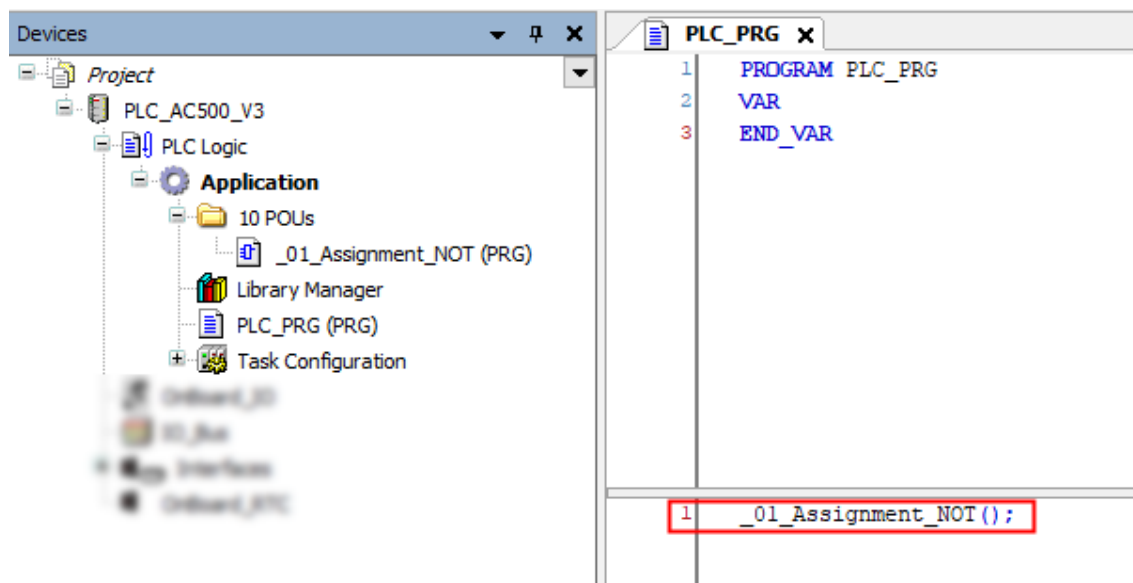 Devices
Project
PLC_AC500_V3
PLC Logic
Application
10 POUs
_01_Assignment_NOT (PRG)
Library Manager
PLC_PRG (PRG)
Task Configuration
PLC_PRG
1 PROGRAM PLC_PRG
2 VAR
3 END_VAR
1 _01_Assignment_NOT();